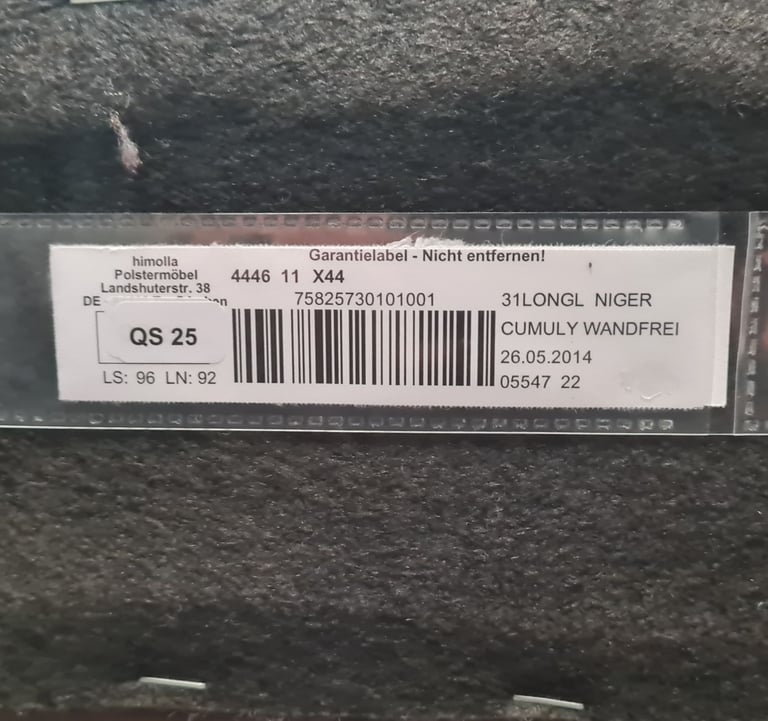 Garantielabel - Nicht entfernen!
himolla
Polstermöbel
Landshuterstr. 38
DE
4446 11 X44
75825730101001
QS 25
LS: 96 LN: 92
31LONGL NIGER
CUMULY WANDFREI
26.05.2014
05547 22